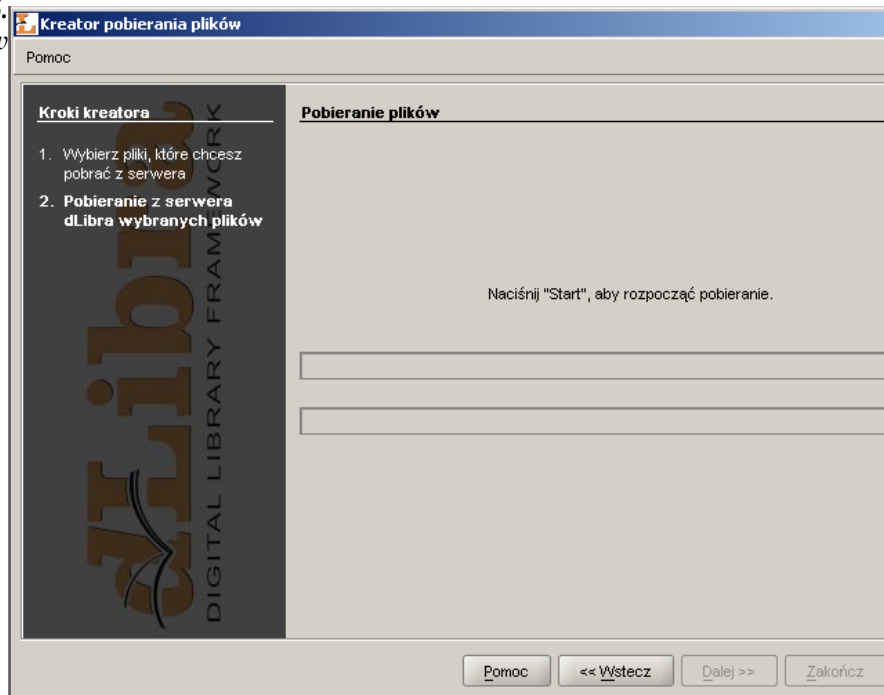 Kreator pobierania plików
Pomoc
Kroki kreatora
1. Wybierz pliki, które chcesz
pobrać z serwera
2. Pobieranie z serwera
dLibra wybranych plików
dLibra
DIGITAL LIBRARY FRAMEWORK
Pobieranie plików
Naciśnij "Start", aby rozpocząć pobieranie.
Pomoc
<< Wstecz
Dalej >>
Zakończ